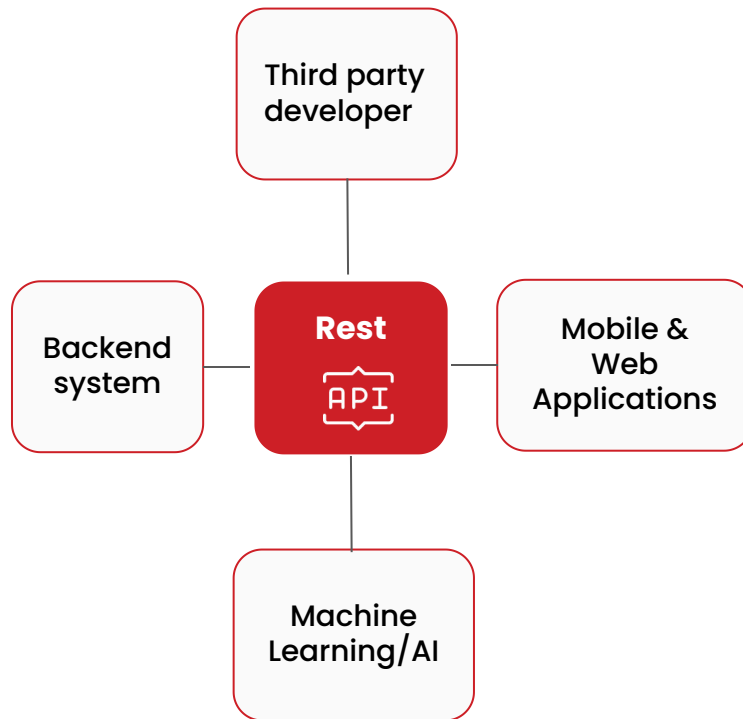 Third party
developer
Backend
system
Rest
API
Mobile &
Web
Applications
Machine
Learning/AI